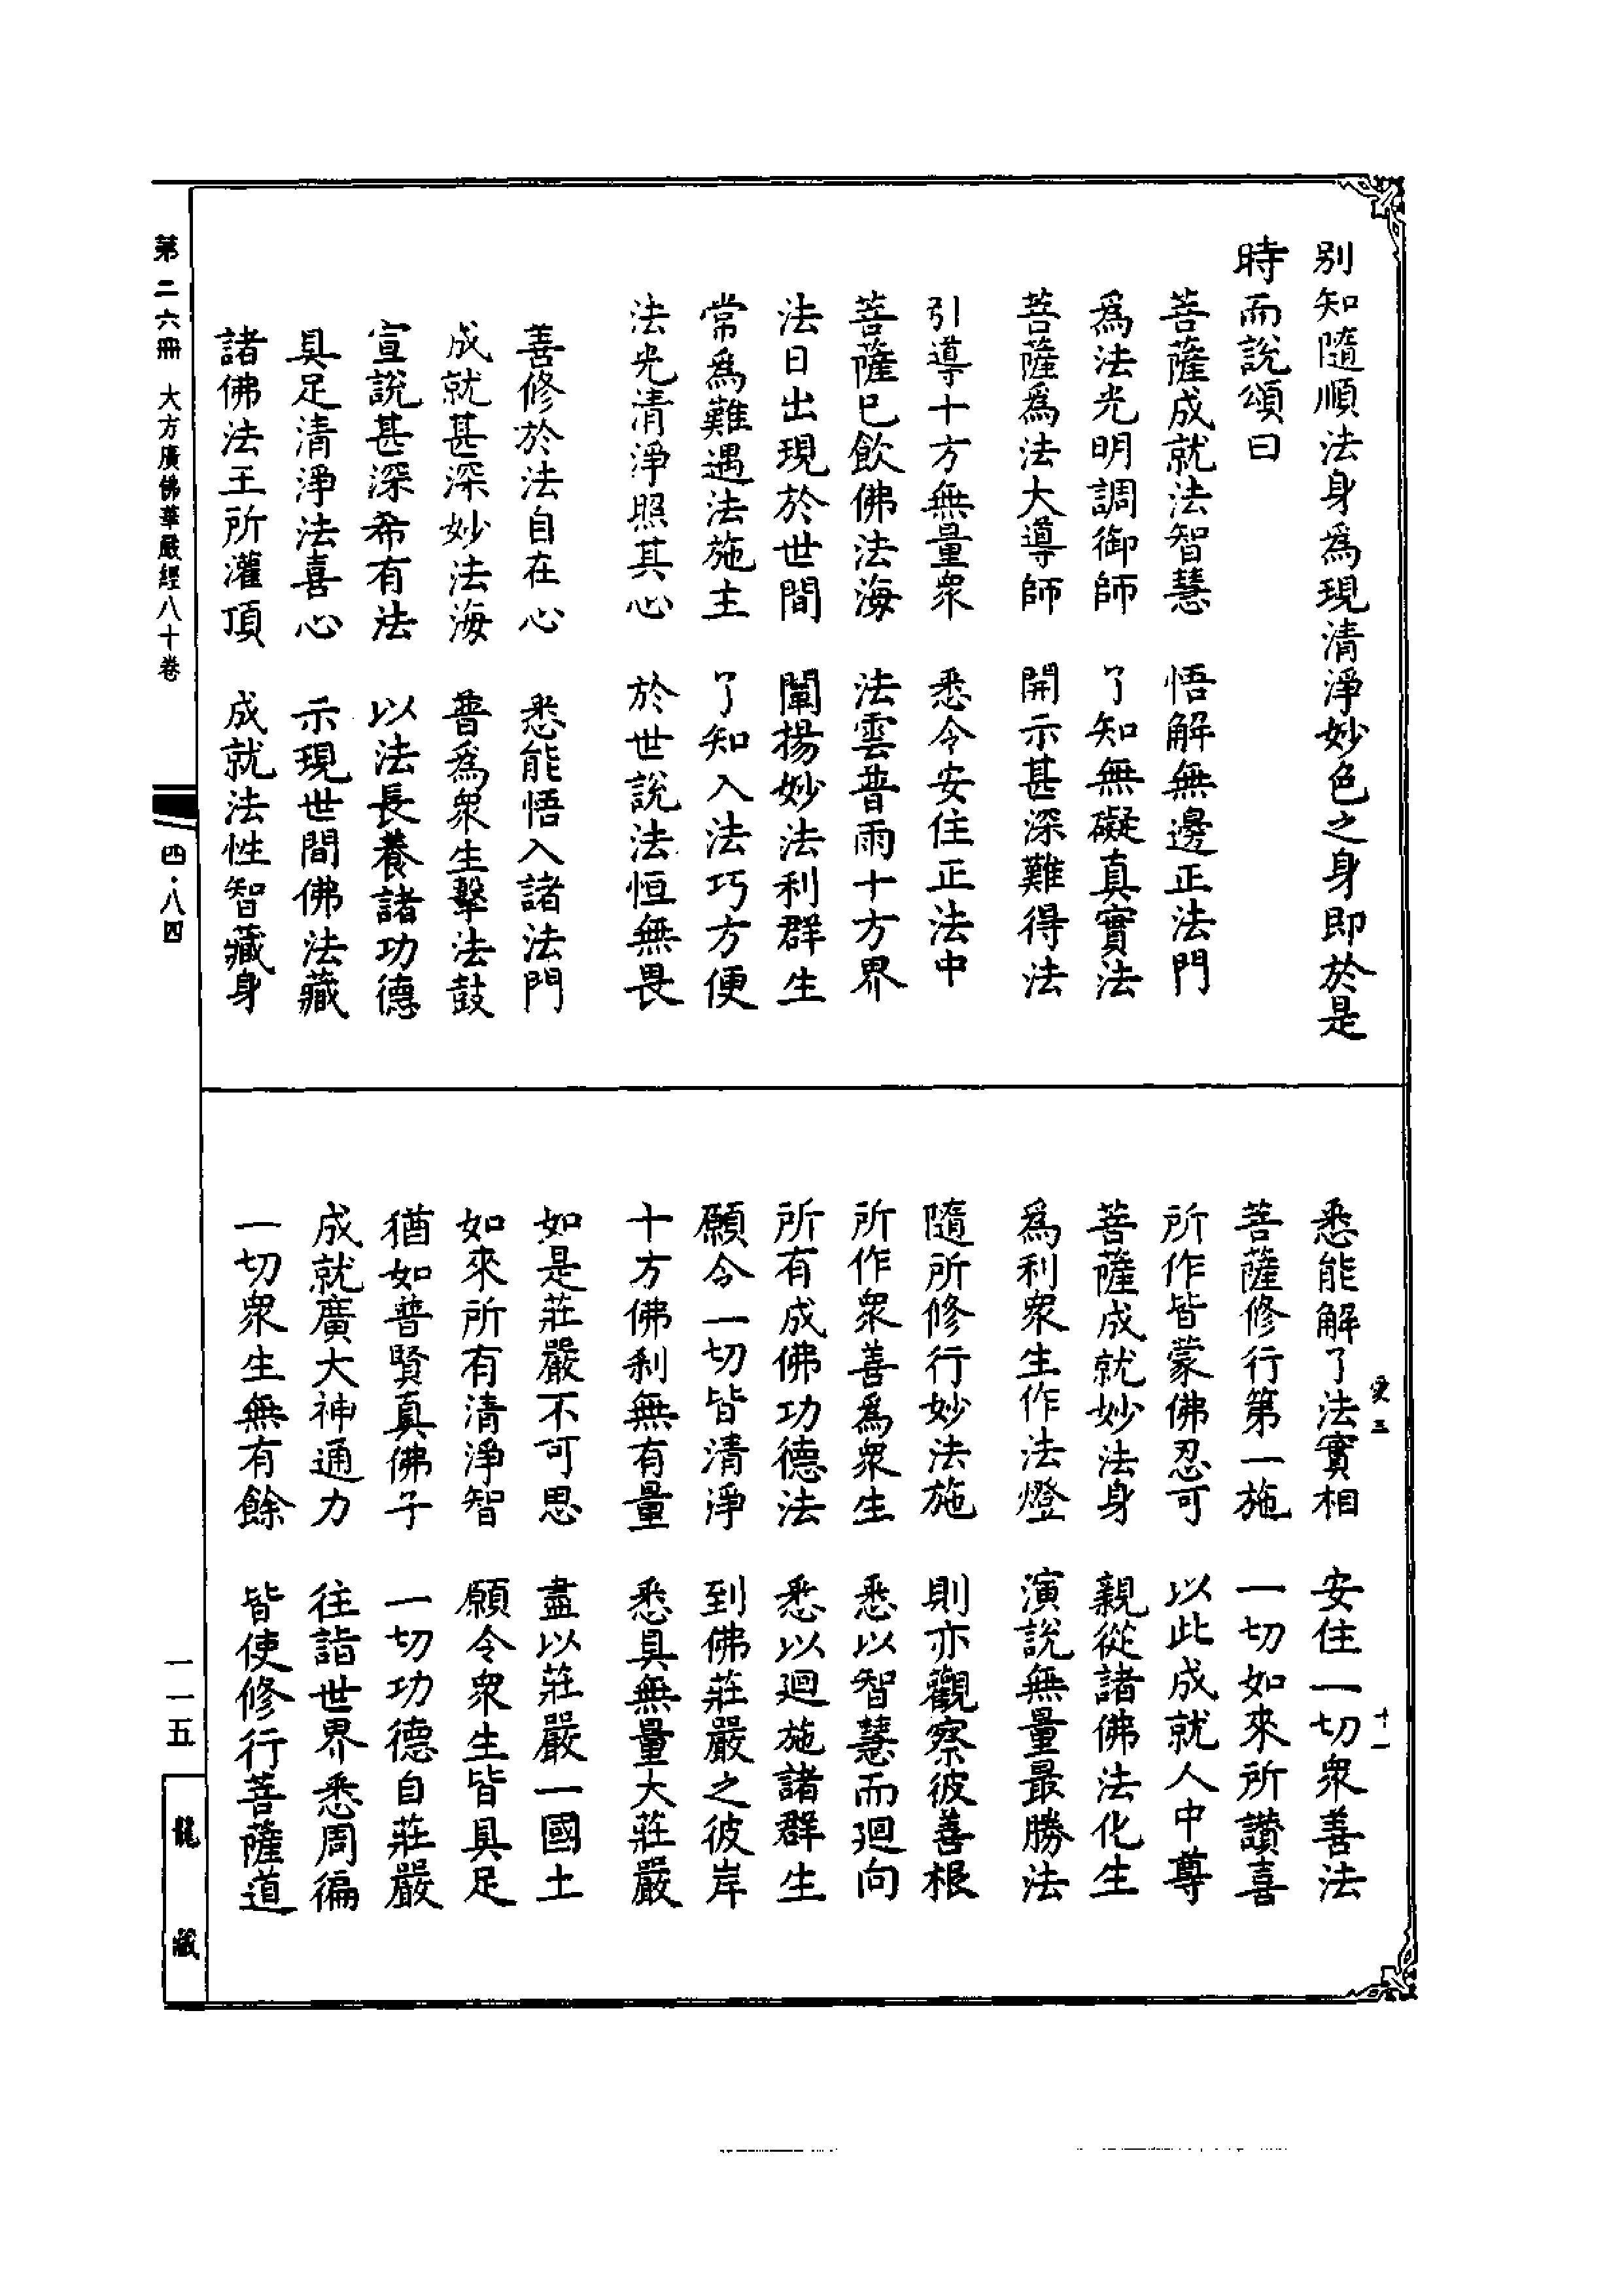 別知隨順法身為現清淨妙色之身即於是
時而說頌曰
菩薩成就法智慧　悟解無邊正法門
為法光明調御師　了知無礙真實法
菩薩為法大導師　開示甚深難得法
引導十方無量衆　悉令安住正法中
菩薩已飲佛法海　法雲普雨十方界
法日出現於世間　闡揚妙法利群生
常為難遇法施主　了知入法巧方便
法光清淨照其心　於世說法恒無畏
善修於法自在心　悉能悟入諸法門
成就甚深妙法海　普為衆生擊法鼓
宣說甚深希有法　以法長養諸功德
具足清淨法喜心　示現世間佛法藏
諸佛法王所灌頂　成就法性智藏身
悉能解了法實相　安住一切衆善法
菩薩修行第一施　一切如來所讚喜
所作皆蒙佛忍可　以此成就人中尊
菩薩成就妙法身　親從諸佛法化生
為利衆生作法燈　演說無量最勝法
隨所修行妙法施　則亦觀察彼善根
所作衆善為衆生　悉以智慧而迴向
所有成佛功德法　悉以迴施諸群生
願令一切皆清淨　到佛莊嚴之彼岸
十方佛刹無有量　悉具無量大莊嚴
如是莊嚴不可思　盡以莊嚴一國土
如來所有清淨智　願令衆生皆具足
猶如普賢真佛子　一切功德自莊嚴
成就廣大神通力　往詣世界悉周徧
一切衆生無有餘　皆使修行菩薩道
三
十一
第二六冊　大方廣佛華嚴經八十卷
四·八四
一一五
龍藏